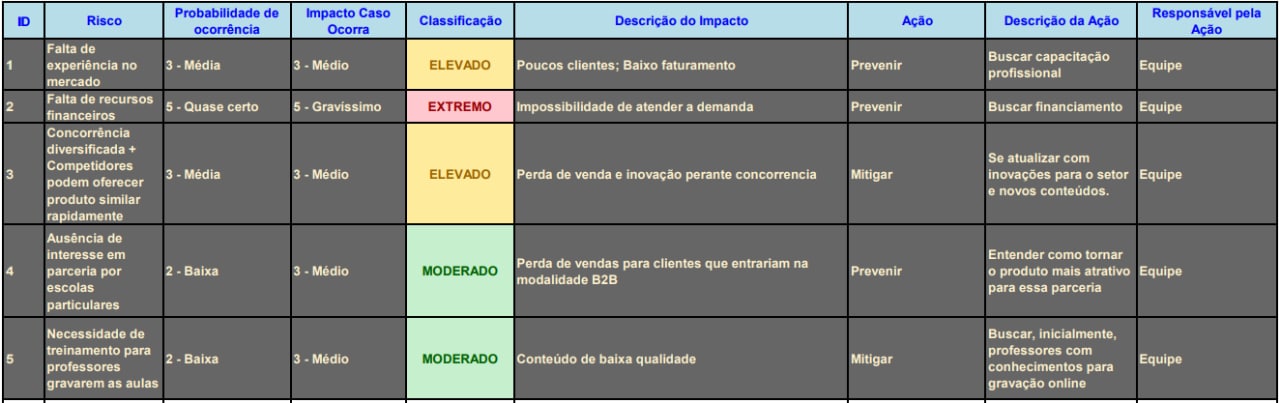 ID Risco Probabilidade de ocorrência Impacto Caso Ocorra Classificação Descrição do Impacto Ação Descrição da Ação Responsável pela Ação
1 Falta de experiência no mercado 3 - Média 3 - Médio ELEVADO Poucos clientes; Baixo faturamento Prevenir Buscar capacitação profissional Equipe
2 Falta de recursos financeiros 5 - Quase certo 5 - Gravíssimo EXTREMO Impossibilidade de atender a demanda Prevenir Buscar financiamento Equipe
3 Concorrência diversificada + Competidores podem oferecer produto similar rapidamente 3 - Média 3 - Médio ELEVADO Perda de venda e inovação perante concorrencia Mitigar Se atualizar com inovações para o setor e novos conteúdos. Equipe
4 Ausência de interesse em parceria por escolas particulares 2 - Baixa 3 - Médio MODERADO Perda de vendas para clientes que entrariam na modalidade B2B Prevenir Entender como tornar o produto mais atrativo para essa parceria Equipe
5 Necessidade de treinamento para professores gravarem as aulas 2 - Baixa 3 - Médio MODERADO Conteúdo de baixa qualidade Mitigar Buscar, inicialmente, professores com conhecimentos para gravação online Equipe